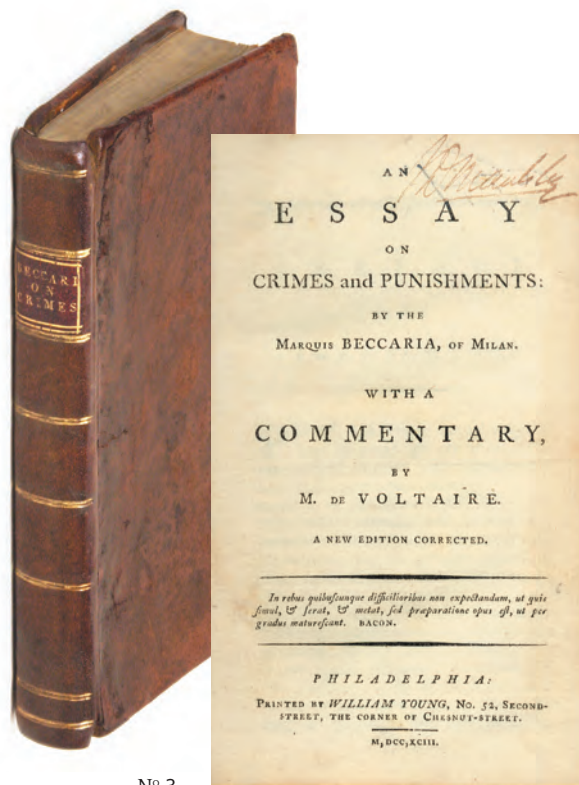 BECCARI
ON
CRIMES
AN
ESSAY
ON
CRIMES and PUNISHMENTS:
BY THE
MARQUIS BECCARIA, OF MILAN.
WITH A
COMMENTARY,
BY
M. DE VOLTAIRE.
A NEW EDITION CORRECTED.
In rebus quibuſcunque difficilioribus non expectandam, ut quis
ſimul, & ſerat, & metat, ſed præparatione opus eſt, ut per
gradus matureſcant. BACON.
PHILADELPHIA:
PRINTED BY WILLIAM YOUNG, No. 52, SECOND-
STREET, THE CORNER OF CHESNUT-STREET.
M,DCC,XCIII.
Nº 3